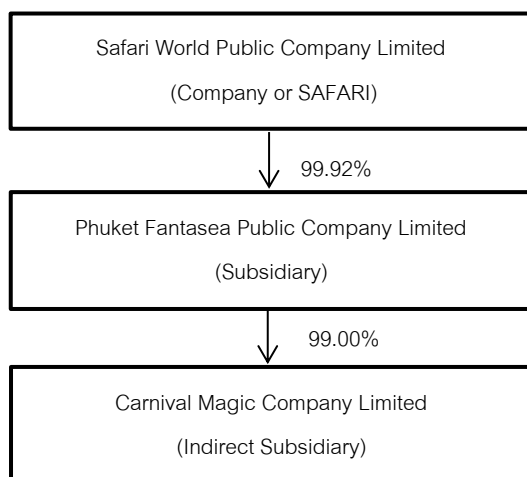 Safari World Public Company Limited
(Company or SAFARI)
99.92%
Phuket Fantasea Public Company Limited
(Subsidiary)
99.00%
Carnival Magic Company Limited
(Indirect Subsidiary)